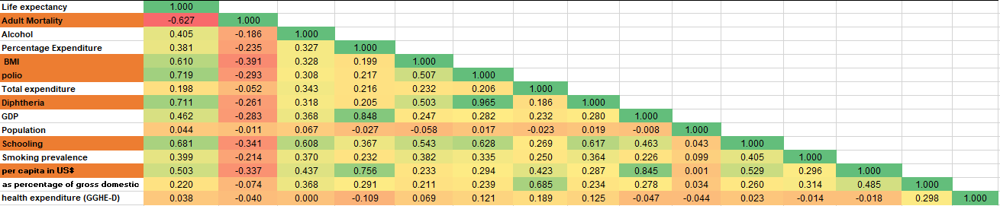 Life expectancy 1.000
Adult Mortality -0.627 1.000
Alcohol 0.405 -0.186 1.000
Percentage Expenditure 0.381 -0.235 0.327 1.000
BMI 0.610 -0.391 0.328 0.199 1.000
polio 0.719 -0.293 0.308 0.217 0.507 1.000
Total expenditure 0.198 -0.052 0.343 0.216 0.232 0.206 1.000
Diphtheria 0.711 -0.261 0.318 0.205 0.503 0.965 0.186 1.000
GDP 0.462 -0.283 0.368 0.848 0.247 0.282 0.232 0.280 1.000
Population 0.044 -0.011 0.067 -0.027 -0.058 0.017 -0.023 0.019 -0.008 1.000
Schooling 0.681 -0.341 0.608 0.367 0.543 0.628 0.269 0.617 0.463 0.043 1.000
Smoking prevalence 0.399 -0.214 0.370 0.232 0.382 0.335 0.250 0.364 0.226 0.099 0.405 1.000
per capita in US$ 0.503 -0.337 0.437 0.756 0.233 0.294 0.423 0.287 0.845 0.001 0.529 0.296 1.000
as percentage of gross domestic 0.220 -0.074 0.368 0.291 0.211 0.239 0.685 0.234 0.278 0.034 0.260 0.314 0.485 1.000
health expenditure (GGHE-D) 0.038 -0.040 0.000 -0.109 0.069 0.121 0.189 0.125 -0.047 -0.044 0.023 -0.014 -0.018 0.298 1.000